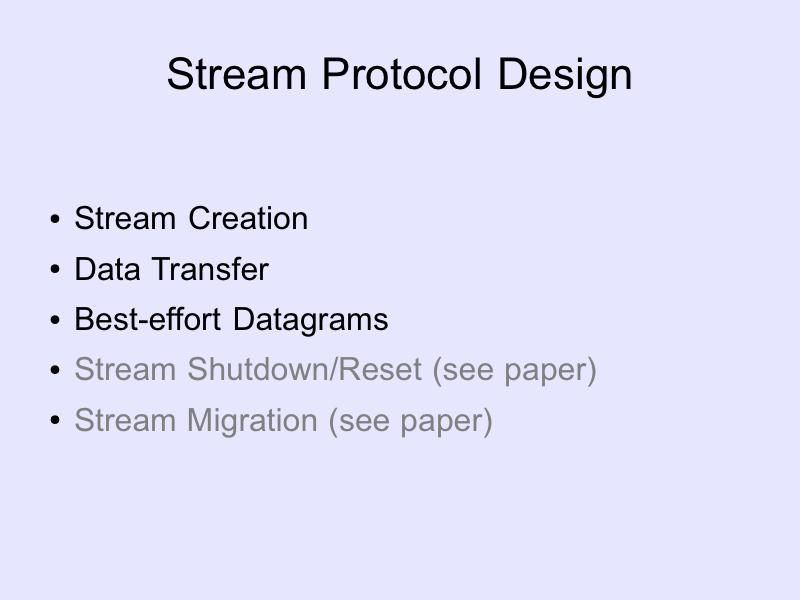 Stream Protocol Design
• Stream Creation
• Data Transfer
• Best-effort Datagrams
• Stream Shutdown/Reset (see paper)
• Stream Migration (see paper)